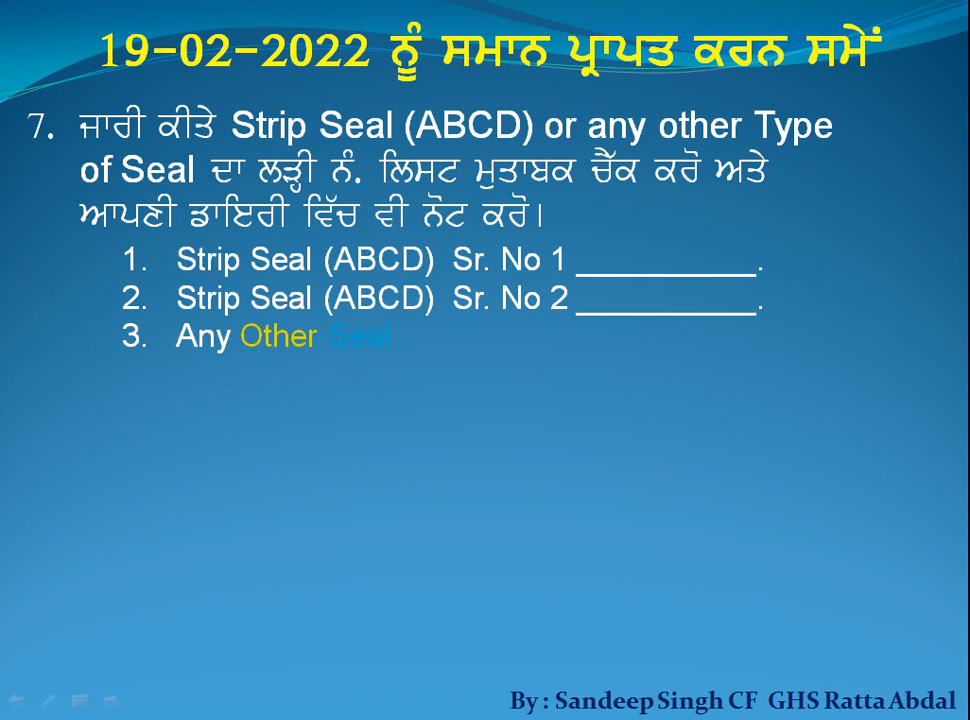 19-02-2022 ਨੂੰ ਸਮਾਨ ਪ੍ਰਾਪਤ ਕਰਨ ਸਮੇਂ
7. ਜਾਰੀ ਕੀਤੇ Strip Seal (ABCD) or any other Type
of Seal ਦਾ ਲੜ੍ਹੀ ਨੰ. ਲਿਸਟ ਮੁਤਾਬਕ ਚੈੱਕ ਕਰੋ ਅਤੇ
ਆਪਣੀ ਡਾਇਰੀ ਵਿੱਚ ਵੀ ਨੋਟ ਕਰੋ।
1. Strip Seal (ABCD) Sr. No 1 __________.
2. Strip Seal (ABCD) Sr. No 2 __________.
3. Any Other Seal
By : Sandeep Singh CF GHS Ratta Abdal